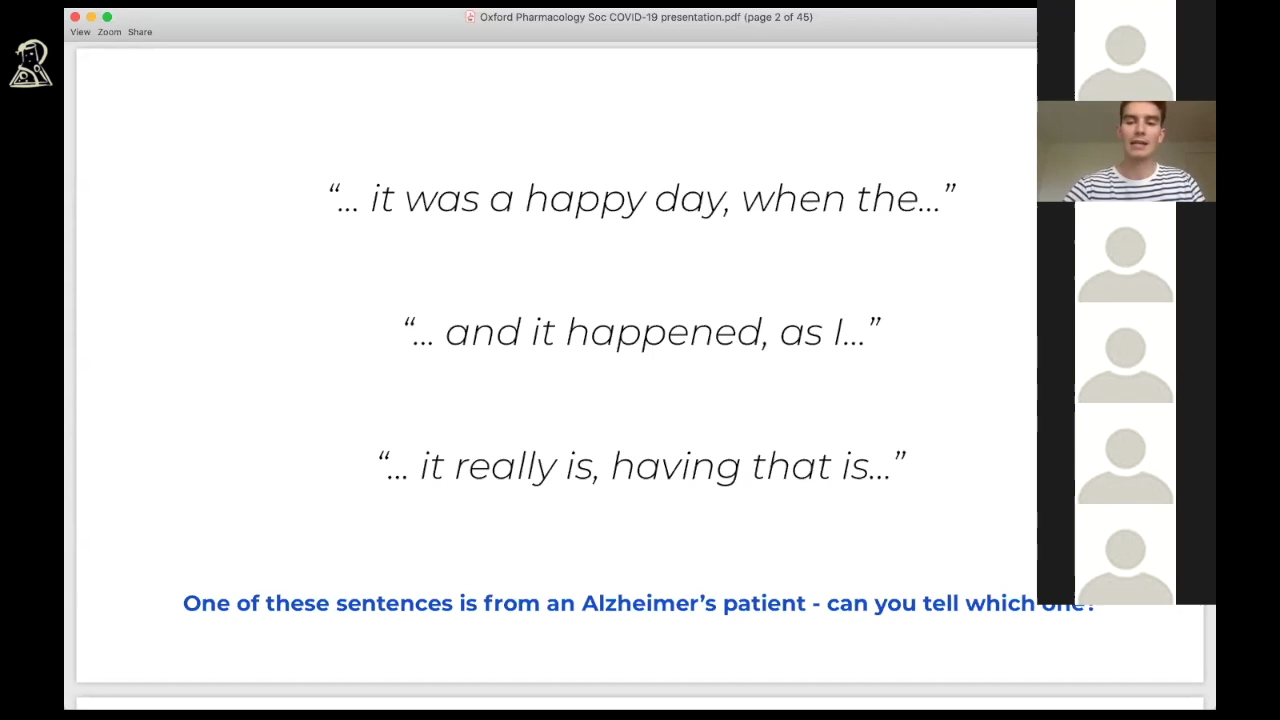 Oxford Pharmacology Soc COVID-19 presentation.pdf (page 2 of 45)
View Zoom Share
“... it was a happy day, when the...”
“... and it happened, as I...”
“... it really is, having that is...”
One of these sentences is from an Alzheimer’s patient - can you tell which one?